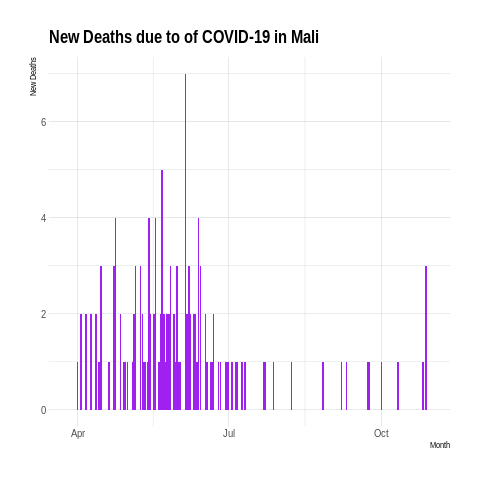 New Deaths due to of COVID-19 in Mali
New Deaths
6
4
2
0
Apr
Jul
Oct
Month